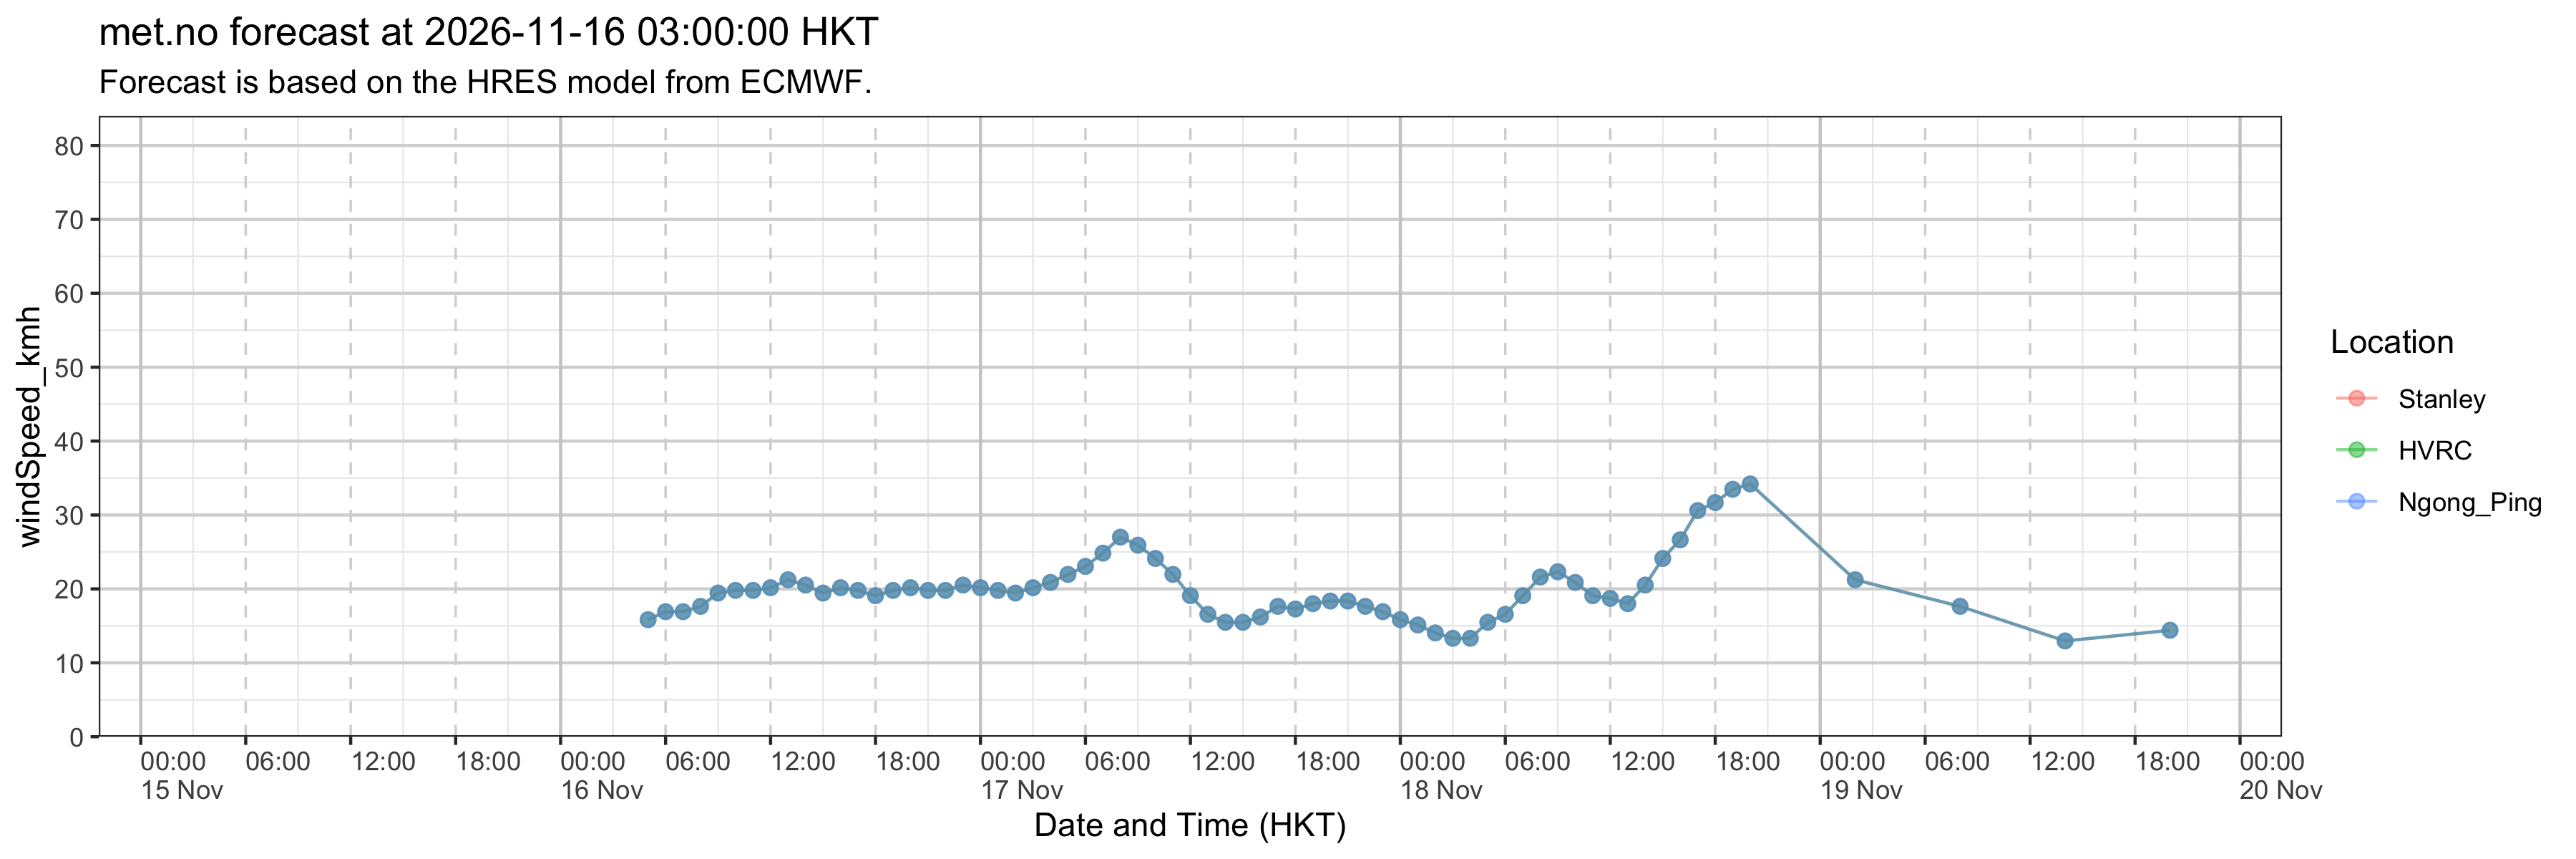 met.no forecast at 2026-11-16 03:00:00 HKT
Forecast is based on the HRES model from ECMWF.
windSpeed_kmh
80
70
60
50
40
30
20
10
0
00:00 06:00 12:00 18:00 00:00 06:00 12:00 18:00 00:00 06:00 12:00 18:00 00:00 06:00 12:00 18:00 00:00 06:00 12:00 18:00 00:00
15 Nov 16 Nov 17 Nov 18 Nov 19 Nov 20 Nov
Date and Time (HKT)
Location
Stanley
HVRC
Ngong_Ping